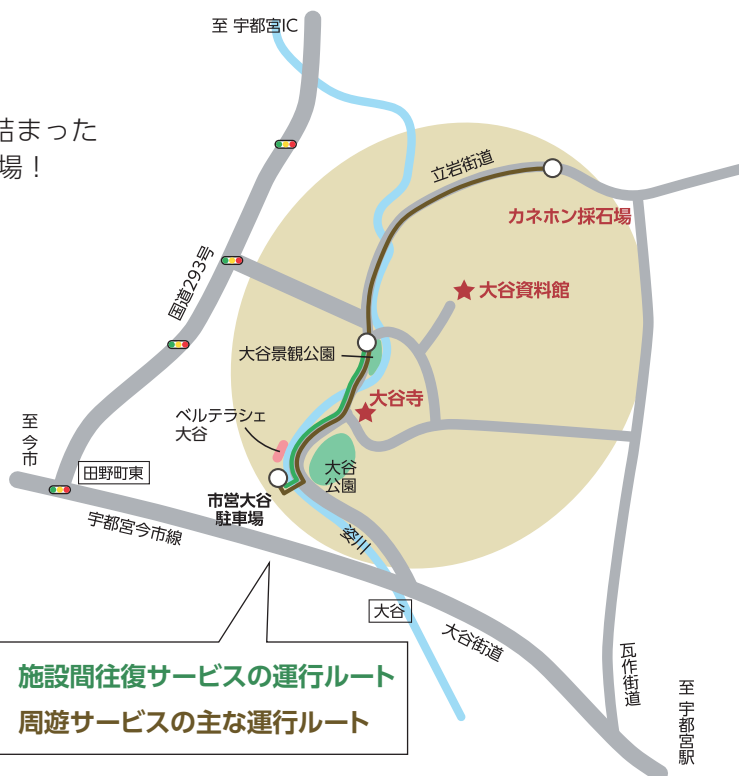 至 宇都宮IC
詰まった
場！
立岩街道
カネホン採石場
国道293号
大谷資料館
大谷景観公園
大谷寺
ベルテラシェ
大谷
至 今市
田野町東
大谷
公園
市営大谷
駐車場
宇都宮今市線
姿川
大谷
大谷街道
瓦作街道
至 宇都宮駅
施設間往復サービスの運行ルート
周遊サービスの主な運行ルート